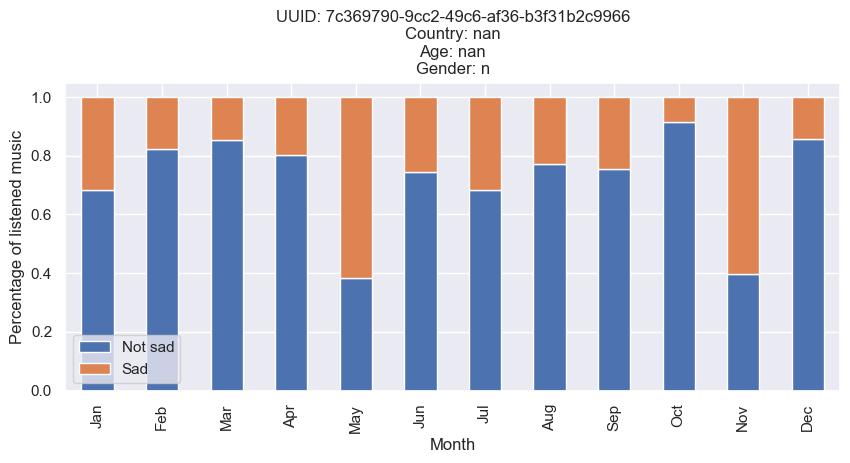 UUID: 7c369790-9cc2-49c6-af36-b3f31b2c9966
Country: nan
Age: nan
Gender: n
Percentage of listened music
1.0
0.8
0.6
0.4
0.2
0.0
Not sad
Sad
Jan
Feb
Mar
Apr
May
Jun
Jul
Aug
Sep
Oct
Nov
Dec
Month